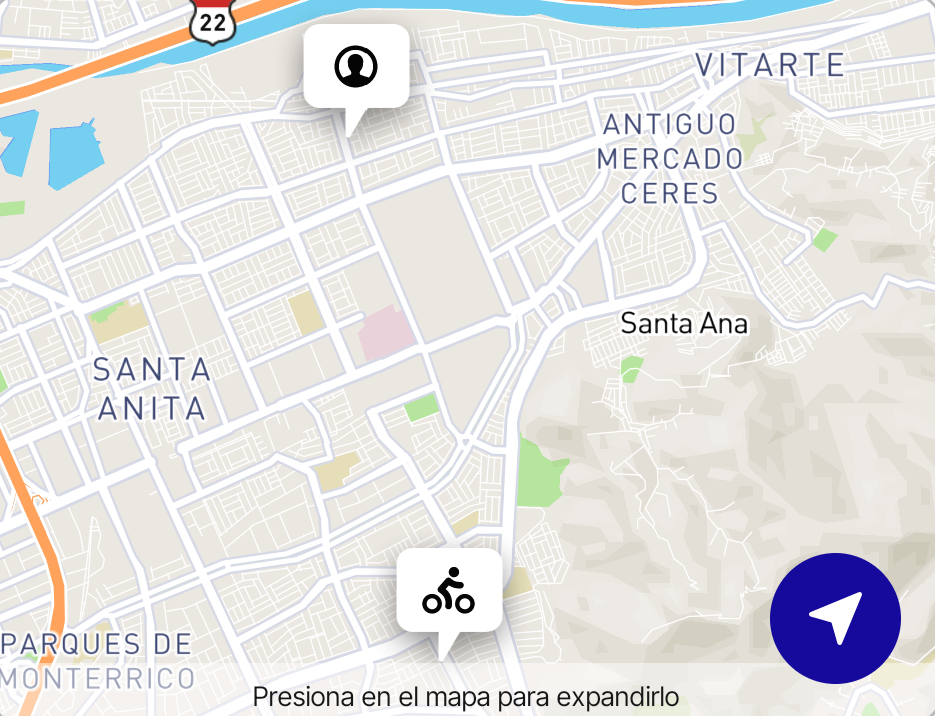 22
VITARTE
ANTIGUO
MERCADO
CERES
Santa Ana
SANTA
ANITA
PARQUES DE
MONTERRICO
Presiona en el mapa para expandirlo